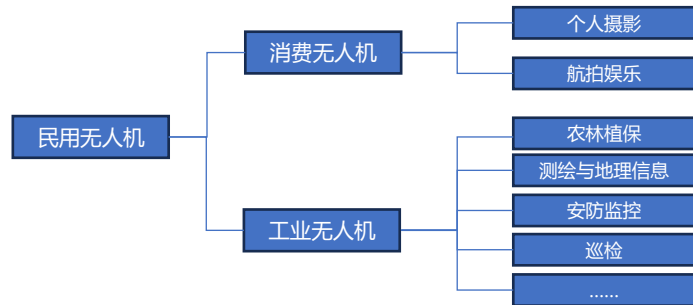 民用无人机
消费无人机
个人摄影
航拍娱乐
工业无人机
农林植保
测绘与地理信息
安防监控
巡检
......